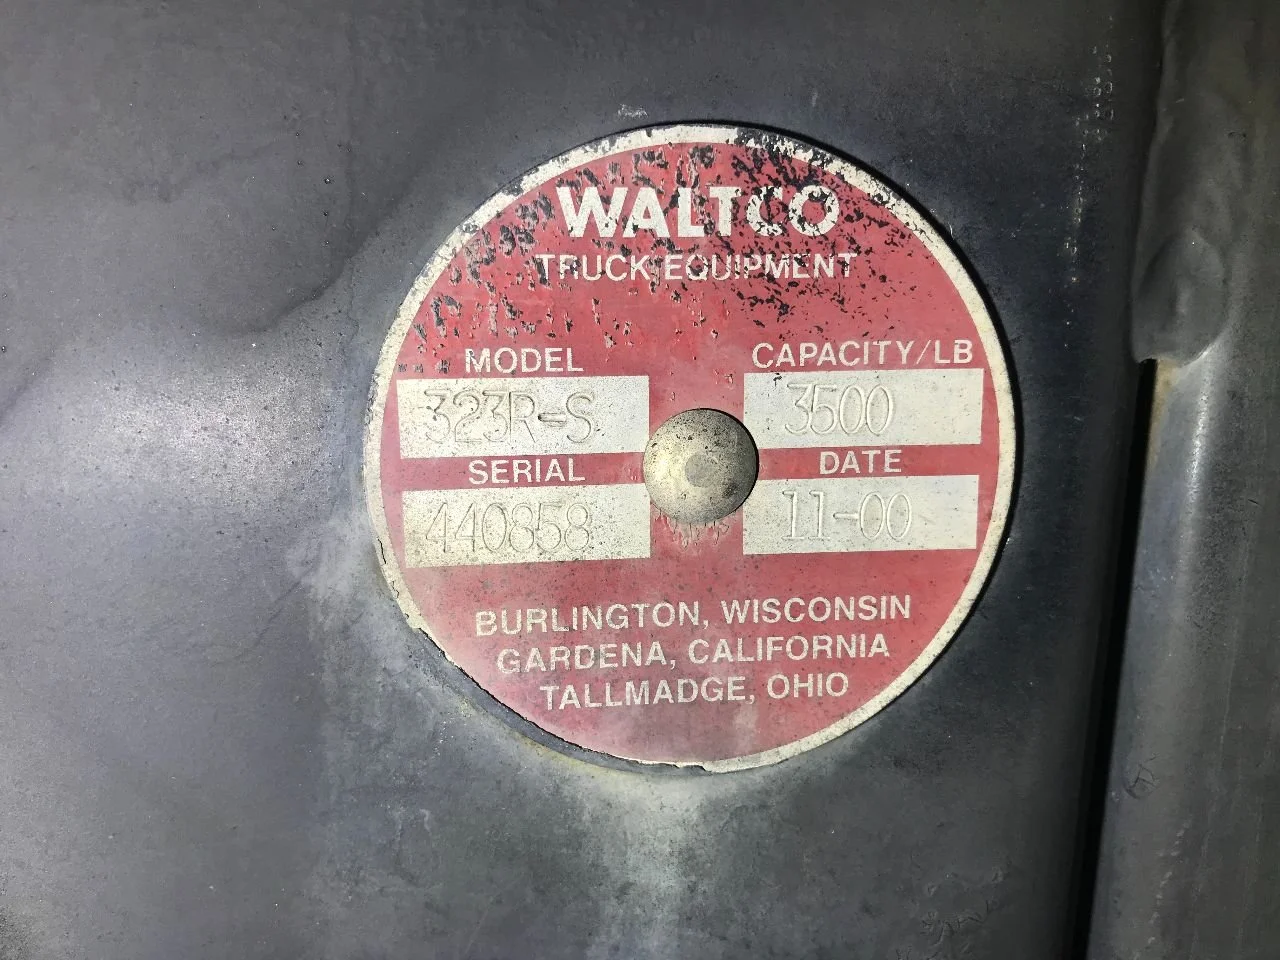 WALTCO
TRUCK EQUIPMENT
MODEL
CAPACITY/LB
323R-S
3500
SERIAL
DATE
440858
11-00
BURLINGTON, WISCONSIN
GARDENA, CALIFORNIA
TALLMADGE, OHIO